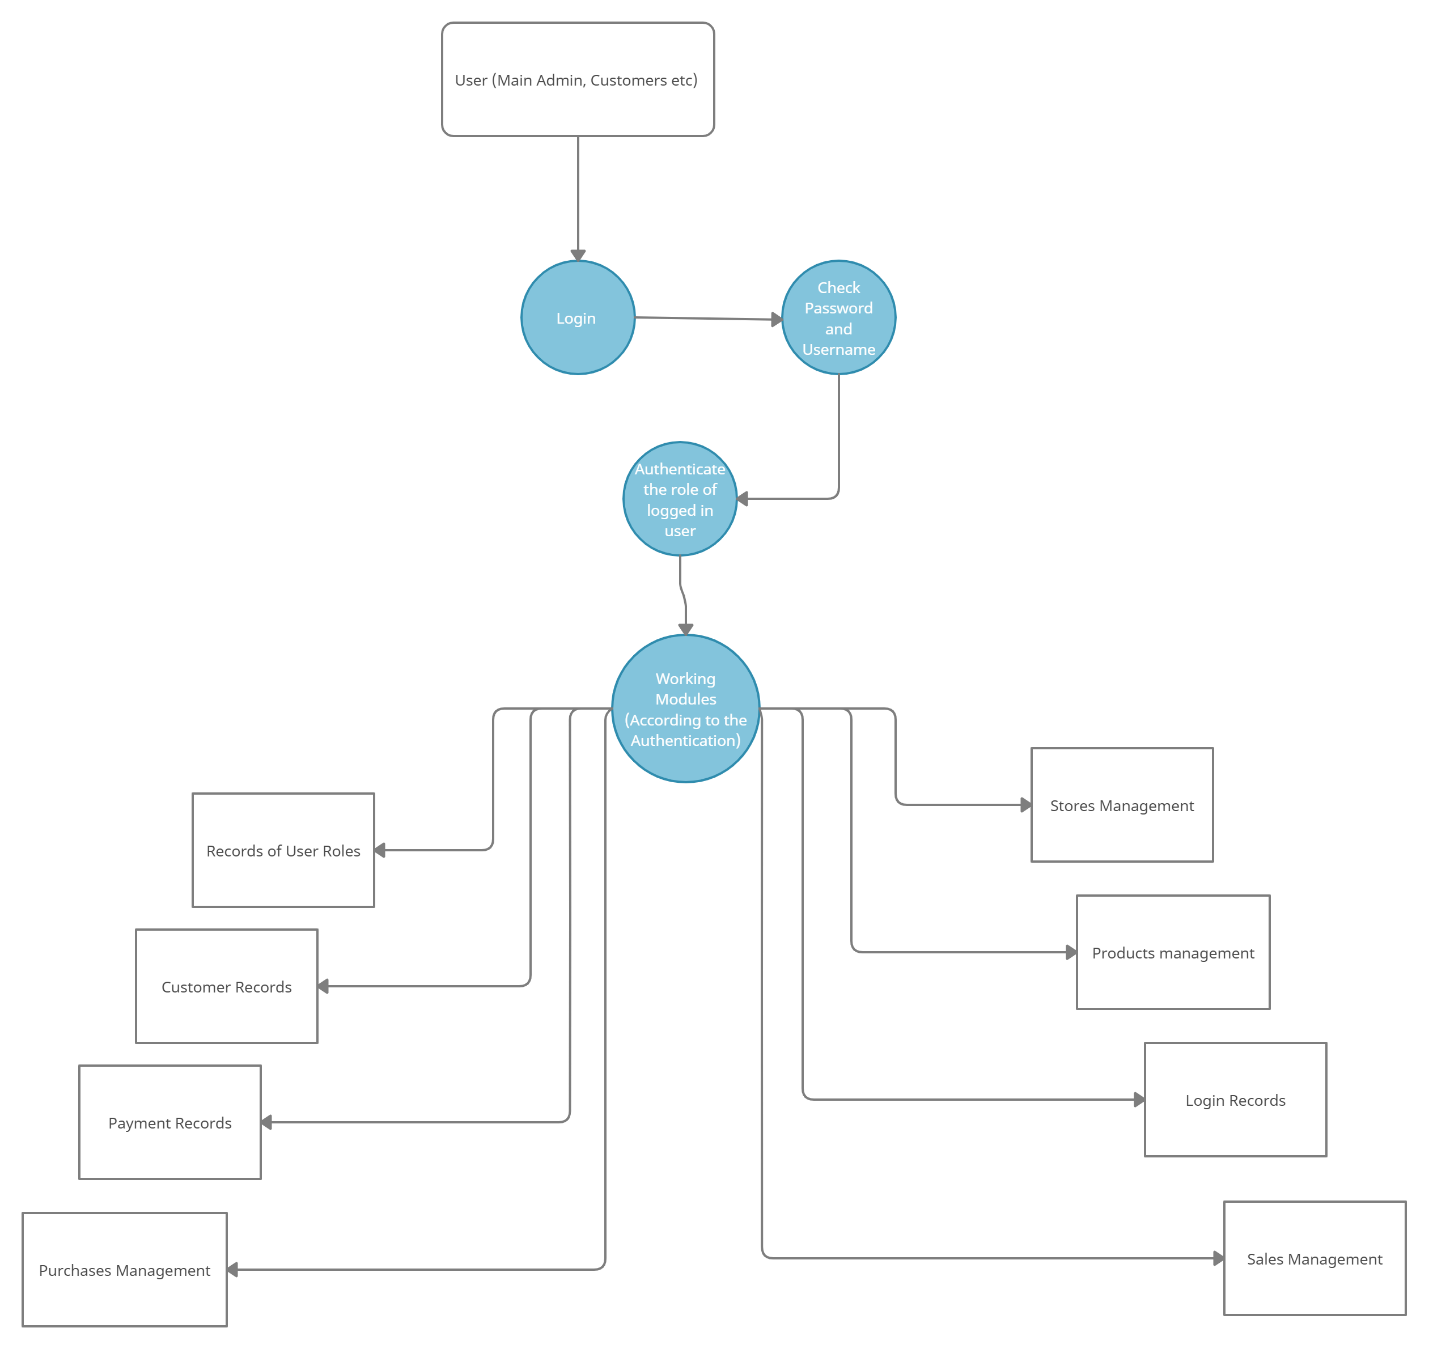 User (Main Admin, Customers etc)
Login
Check
Password
and
Username
Authenticate
the role of
logged in
user
Working
Modules
(According to the
Authentication)
Records of User Roles
Customer Records
Payment Records
Purchases Management
Stores Management
Products management
Login Records
Sales Management